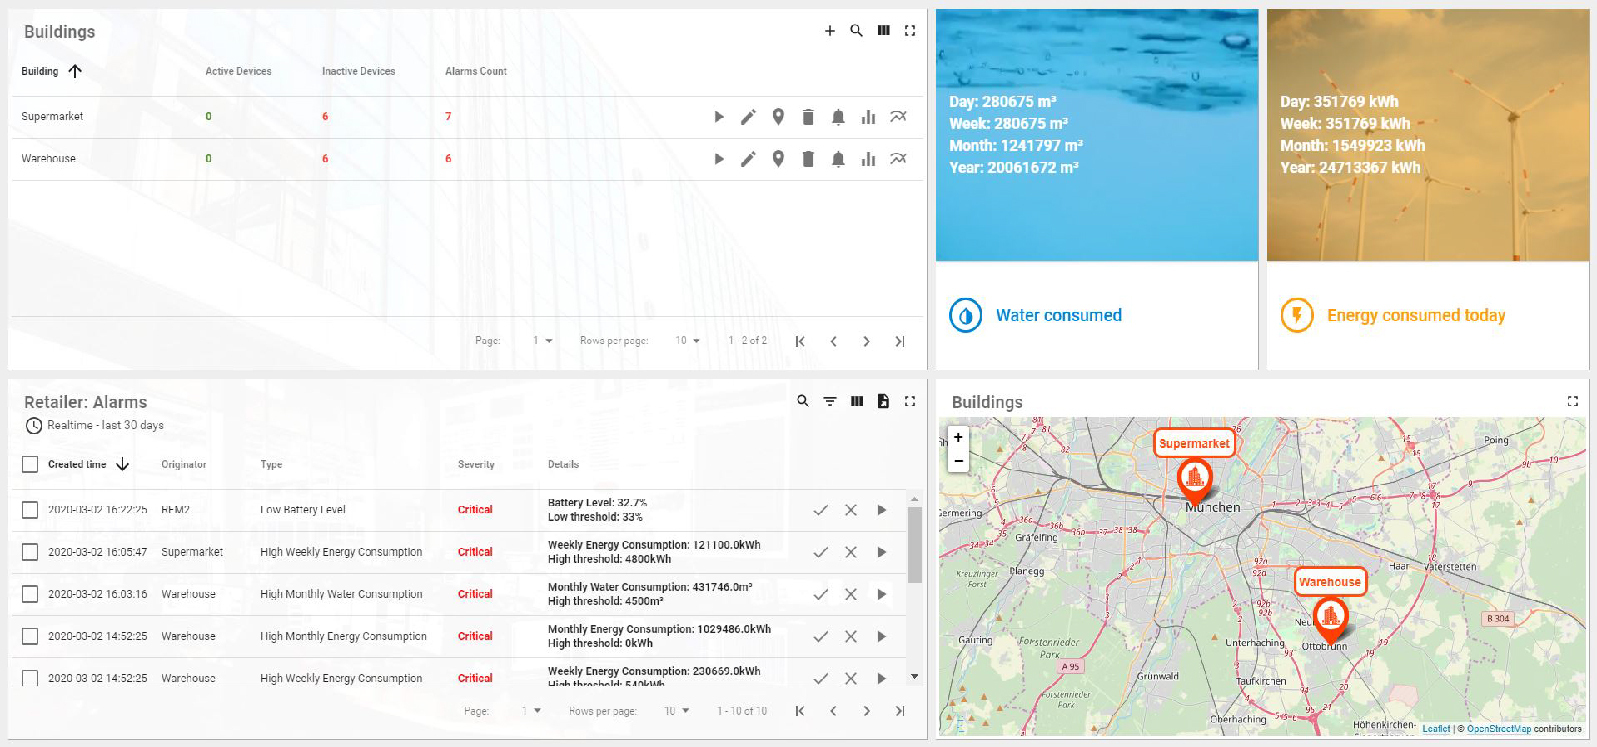 Buildings
Building Active Devices Inactive Devices Alarms Count
Supermarket 0 6 7
Warehouse 0 6 6
Page: 1 Rows per page: 10 1 - 2 of 2
Day: 280675 m³
Week: 280675 m³
Month: 1241797 m³
Year: 20061672 m³
Water consumed
Day: 351769 kWh
Week: 351769 kWh
Month: 1549923 kWh
Year: 24713367 kWh
Energy consumed today
Retailer: Alarms
Realtime - last 30 days
Created time Originator Type Severity Details
2020-03-02 16:22:25 REM2 Low Battery Level Critical Battery Level: 32.7%
Low threshold: 33%
2020-03-02 16:05:47 Supermarket High Weekly Energy Consumption Critical Weekly Energy Consumption: 121100.0kWh
High threshold: 4800kWh
2020-03-02 16:03:16 Warehouse High Monthly Water Consumption Critical Monthly Water Consumption: 431746.0m³
High threshold: 4500m³
2020-03-02 14:52:25 Warehouse High Monthly Energy Consumption Critical Monthly Energy Consumption: 1029486.0kWh
High threshold: 0kWh
2020-03-02 14:52:25 Warehouse High Weekly Energy Consumption Critical Weekly Energy Consumption: 230669.0kWh
High threshold: 540kWh
Page: 1 Rows per page: 10 1 - 10 of 10
Buildings
+
−
Supermarket
Poing
München
Germering
Gräfelfing
Planegg
Kreuzlinger
Forst
Haar
Vaterstetten
Warehouse
B 304
Gauting
Forstenrieder
Park
Unterhaching
Ottobrunn
A 95
Grünwald
Taufkirchen
Forstenrieder
Park
Oberhaching
Höhenkirchen-
Leaflet | © OpenStreetMap contributors